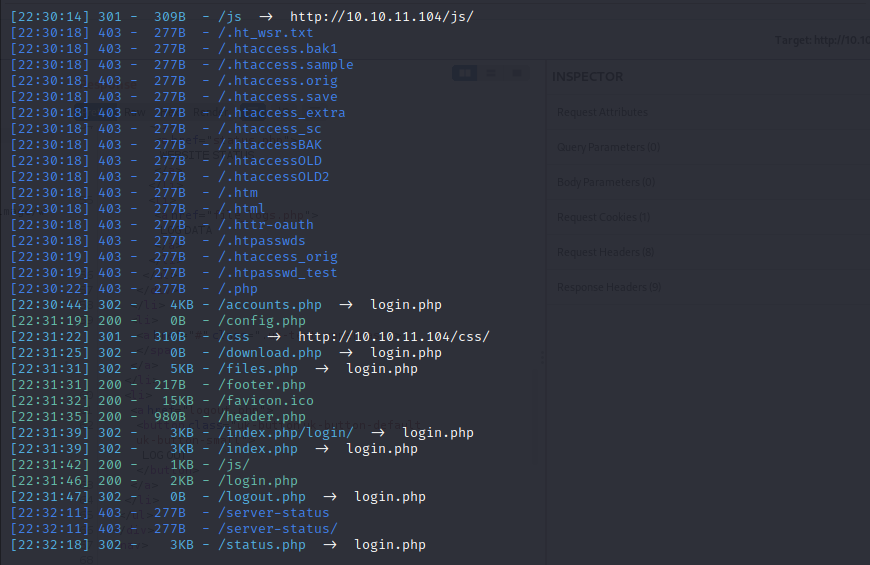 [22:30:14] 301 -  309B  - /js  ->  http://10.10.11.104/js/
[22:30:18] 403 -  277B  - /.ht_wsr.txt
[22:30:18] 403 -  277B  - /.htaccess.bak1
[22:30:18] 403 -  277B  - /.htaccess.sample
[22:30:18] 403 -  277B  - /.htaccess.orig
[22:30:18] 403 -  277B  - /.htaccess.save
[22:30:18] 403 -  277B  - /.htaccess_extra
[22:30:18] 403 -  277B  - /.htaccess_sc
[22:30:18] 403 -  277B  - /.htaccessBAK
[22:30:18] 403 -  277B  - /.htaccessOLD
[22:30:18] 403 -  277B  - /.htaccessOLD2
[22:30:18] 403 -  277B  - /.htm
[22:30:18] 403 -  277B  - /.html
[22:30:18] 403 -  277B  - /.httr-oauth
[22:30:18] 403 -  277B  - /.htpasswds
[22:30:19] 403 -  277B  - /.htaccess_orig
[22:30:19] 403 -  277B  - /.htpasswd_test
[22:30:22] 403 -  277B  - /.php
[22:30:44] 302 -    4KB - /accounts.php  ->  login.php
[22:31:19] 200 -    0B  - /config.php
[22:31:22] 301 -  310B  - /css  ->  http://10.10.11.104/css/
[22:31:25] 302 -    0B  - /download.php  ->  login.php
[22:31:31] 302 -    5KB - /files.php  ->  login.php
[22:31:31] 200 -  217B  - /footer.php
[22:31:32] 200 -   15KB - /favicon.ico
[22:31:35] 200 -  980B  - /header.php
[22:31:39] 302 -    3KB - /index.php/login/  ->  login.php
[22:31:39] 302 -    3KB - /index.php  ->  login.php
[22:31:42] 200 -    1KB - /js/
[22:31:46] 200 -    2KB - /login.php
[22:31:47] 302 -    0B  - /logout.php  ->  login.php
[22:32:11] 403 -  277B  - /server-status
[22:32:11] 403 -  277B  - /server-status/
[22:32:18] 302 -    3KB - /status.php  ->  login.php
Target: http://10.10
INSPECTOR
Request Attributes
Query Parameters (0)
Body Parameters (0)
Request Cookies (1)
Request Headers (8)
Response Headers (9)